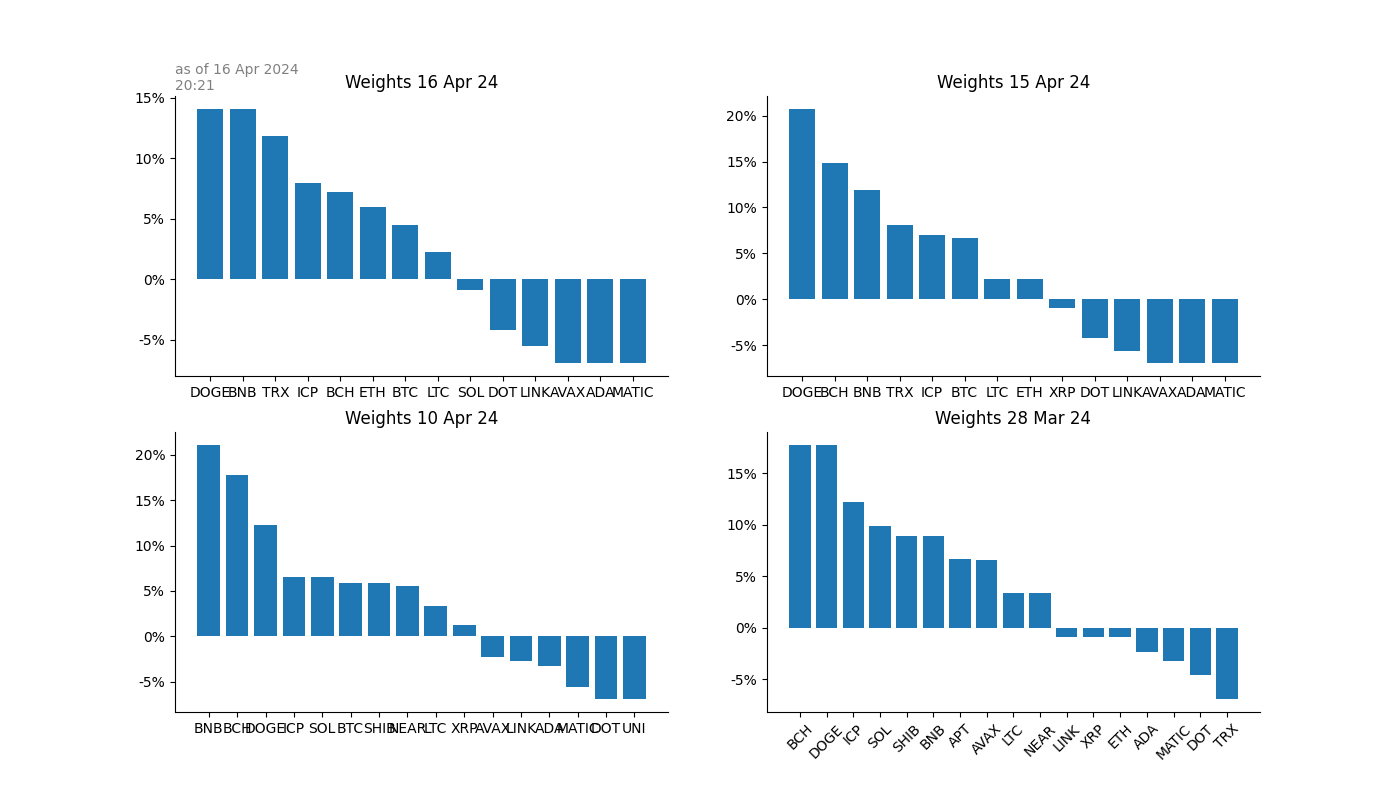 as of 16 Apr 2024
20:21
Weights 16 Apr 24
15%
10%
5%
0%
-5%
DOGE BNB TRX ICP BCH ETH BTC LTC SOL DOT LINK AVAX ADA MATIC
Weights 15 Apr 24
20%
15%
10%
5%
0%
-5%
DOGE BCH BNB TRX ICP BTC LTC ETH XRP DOT LINK AVAX ADA MATIC
Weights 10 Apr 24
20%
15%
10%
5%
0%
-5%
BNB BCH DOGE ICP SOL BTC SHIB NEAR LTC XRP AVAX LINK ADA MATIC DOT UNI
Weights 28 Mar 24
15%
10%
5%
0%
-5%
BCH DOGE ICP SOL SHIB BNB APT AVAX LTC NEAR LINK XRP ETH ADA MATIC DOT TRX